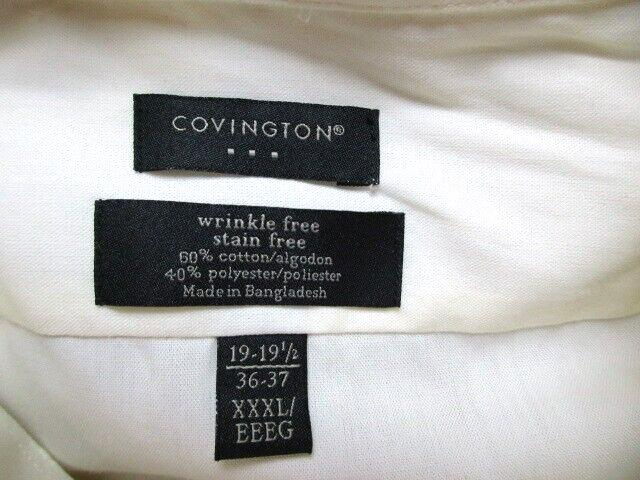 COVINGTON®
wrinkle free
stain free
60% cotton/algodon
40% polyester/poliester
Made in Bangladesh
19-19½
36-37
XXXL/
EEEG